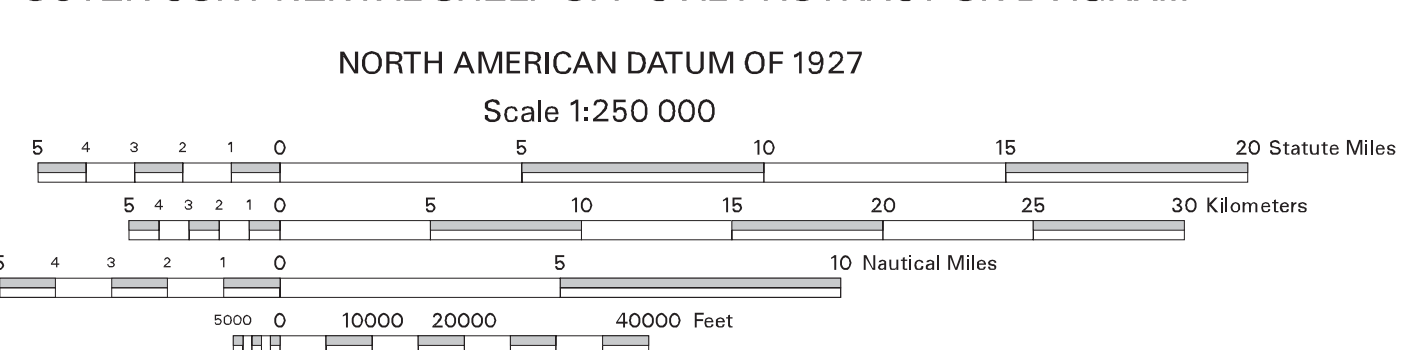 NORTH AMERICAN DATUM OF 1927
Scale 1:250 000
5 4 3 2 1 0 5 10 15 20 Statute Miles
5 4 3 2 1 0 5 10 15 20 25 30 Kilometers
5 4 3 2 1 0 5 10 Nautical Miles
5000 0 10000 20000 40000 Feet